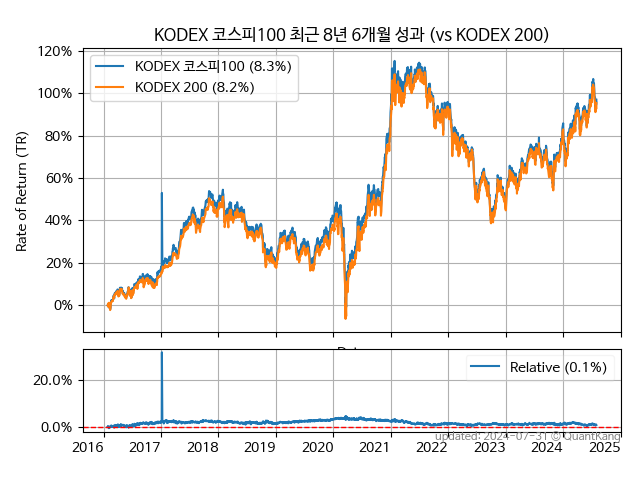 KODEX 코스피100 최근 8년 6개월 성과 (vs KODEX 200)
120%
100%
80%
60%
40%
20%
0%
Rate of Return (TR)
KODEX 코스피100 (8.3%)
KODEX 200 (8.2%)
20.0%
0.0%
Relative (0.1%)
updated: 2024-07-31 © QuantKang
2016 2017 2018 2019 2020 2021 2022 2023 2024 2025